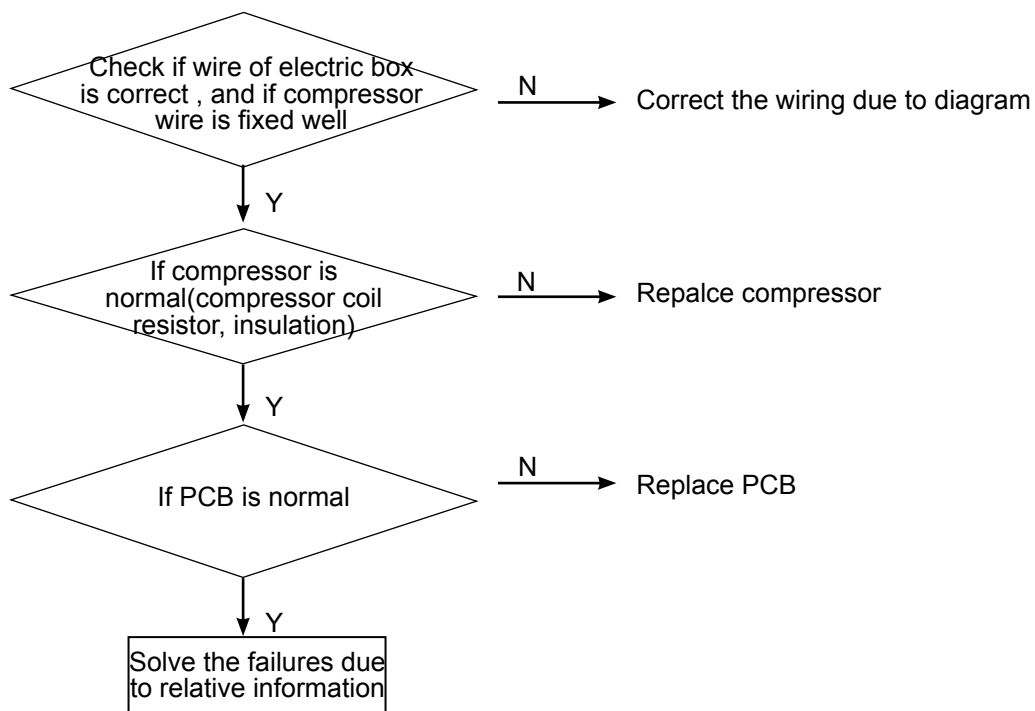 Check if wire of electric box
is correct , and if compressor
wire is fixed well
N
Correct the wiring due to diagram
Y
If compressor is
normal(compressor coil
resistor, insulation)
N
Repalce compressor
Y
If PCB is normal
N
Replace PCB
Y
Solve the failures due
to relative information